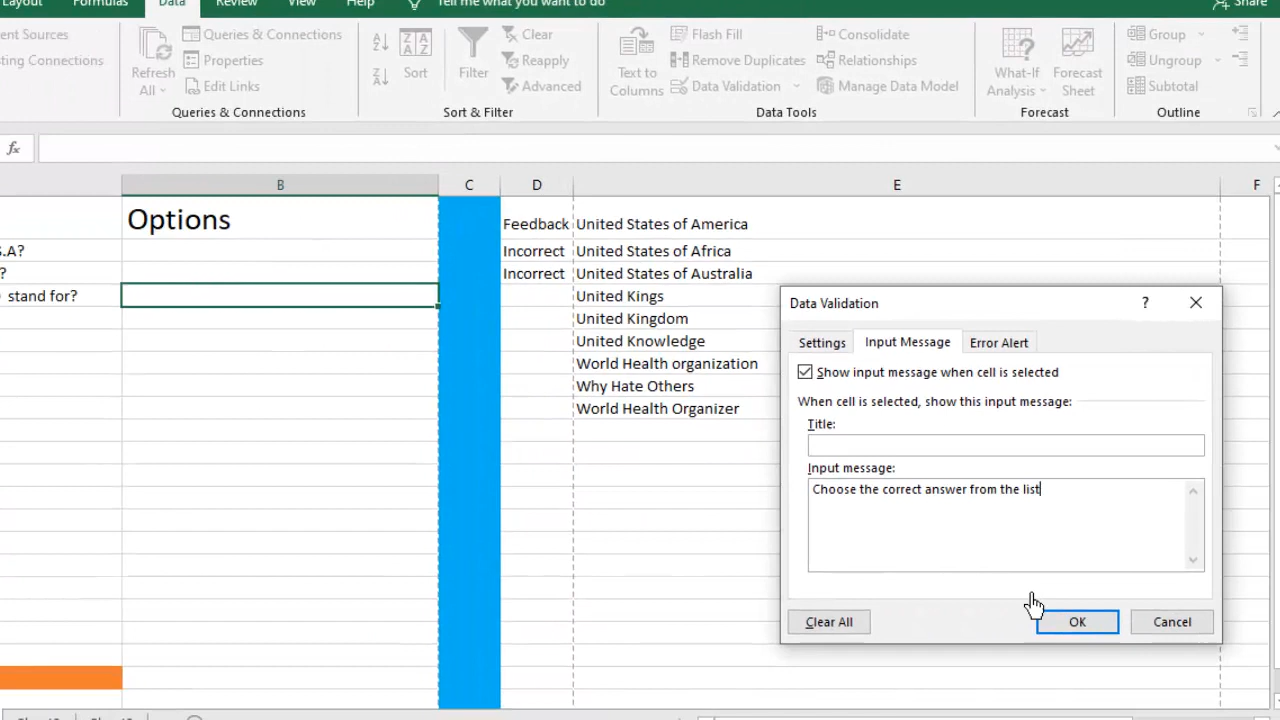 Layout Formulas Data Review View Help Tell me what you want to do Share
ent Sources
ting Connections
Refresh
All
Queries & Connections
Properties
Edit Links
Queries & Connections
Sort
Filter
Clear
Reapply
Advanced
Sort & Filter
Text to
Columns
Flash Fill
Remove Duplicates
Data Validation
Consolidate
Relationships
Manage Data Model
Data Tools
What-If
Analysis
Forecast
Sheet
Forecast
Group
Ungroup
Subtotal
Outline
fx
B C D E F
Options Feedback United States of America
S.A? Incorrect United States of Africa
? Incorrect United States of Australia
stand for? United Kings
United Kingdom
United Knowledge
World Health organization
Why Hate Others
World Health Organizer
Data Validation ?
Settings Input Message Error Alert
Show input message when cell is selected
When cell is selected, show this input message:
Title:
Input message:
Choose the correct answer from the list
Clear All OK Cancel